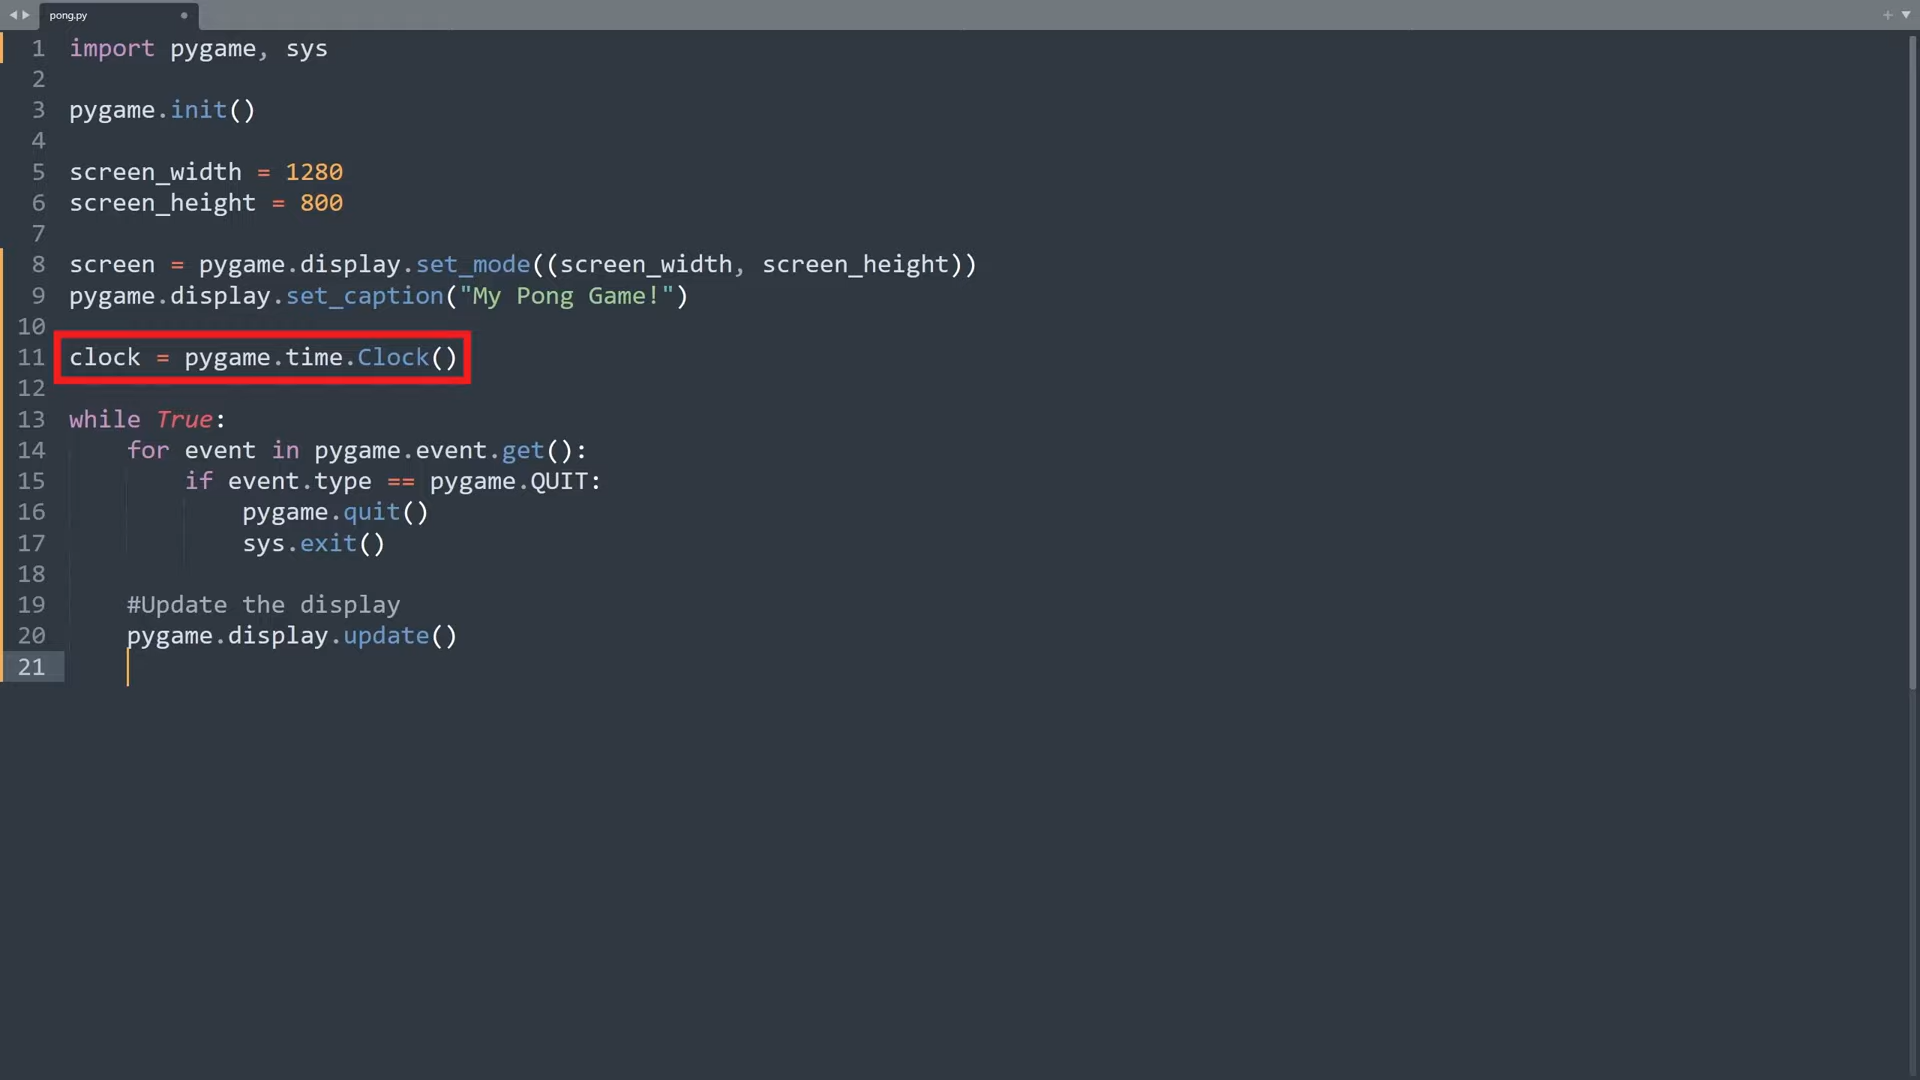 pong.py
1 import pygame, sys
2
3 pygame.init()
4
5 screen_width = 1280
6 screen_height = 800
7
8 screen = pygame.display.set_mode((screen_width, screen_height))
9 pygame.display.set_caption("My Pong Game!")
10
11 clock = pygame.time.Clock()
12
13 while True:
14     for event in pygame.event.get():
15         if event.type == pygame.QUIT:
16             pygame.quit()
17             sys.exit()
18
19     #Update the display
20     pygame.display.update()
21